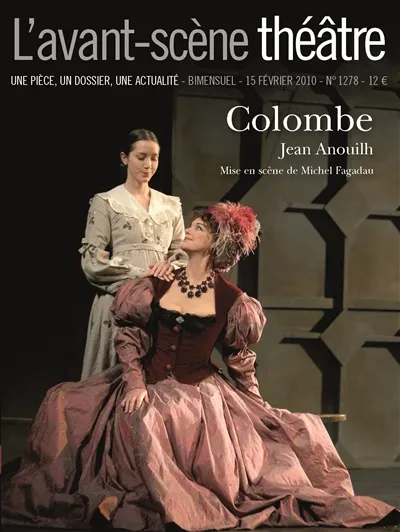 L'avant-scène théâtre
UNE PIÈCE, UN DOSSIER, UNE ACTUALITÉ - BIMENSUEL - 15 FÉVRIER 2010 - N° 1278 - 12 €
Colombe
Jean Anouilh
Mise en scène de Michel Fagadau